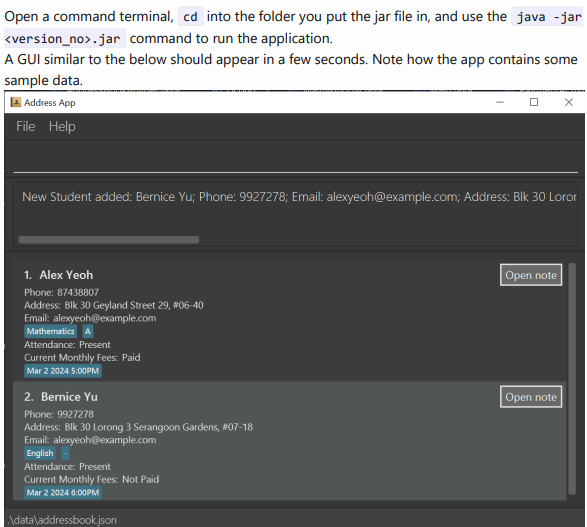 Open a command terminal, cd into the folder you put the jar file in, and use the java -jar
<version_no>.jar command to run the application.
A GUI similar to the below should appear in a few seconds. Note how the app contains some
sample data.
Address App
File Help
New Student added: Bernice Yu; Phone: 9927278; Email: alexyeoh@example.com; Address: Blk 30 Loror
1. Alex Yeoh
Open note
Phone: 87438807
Address: Blk 30 Geyland Street 29, #06-40
Email: alexyeoh@example.com
Mathematics A
Attendance: Present
Current Monthly Fees: Paid
Mar 2 2024 5:00PM
2. Bernice Yu
Open note
Phone: 9927278
Address: Blk 30 Lorong 3 Serangoon Gardens, #07-18
Email: alexyeoh@example.com
English -
Attendance: Present
Current Monthly Fees: Not Paid
Mar 2 2024 6:00PM
.\data\addressbook.json